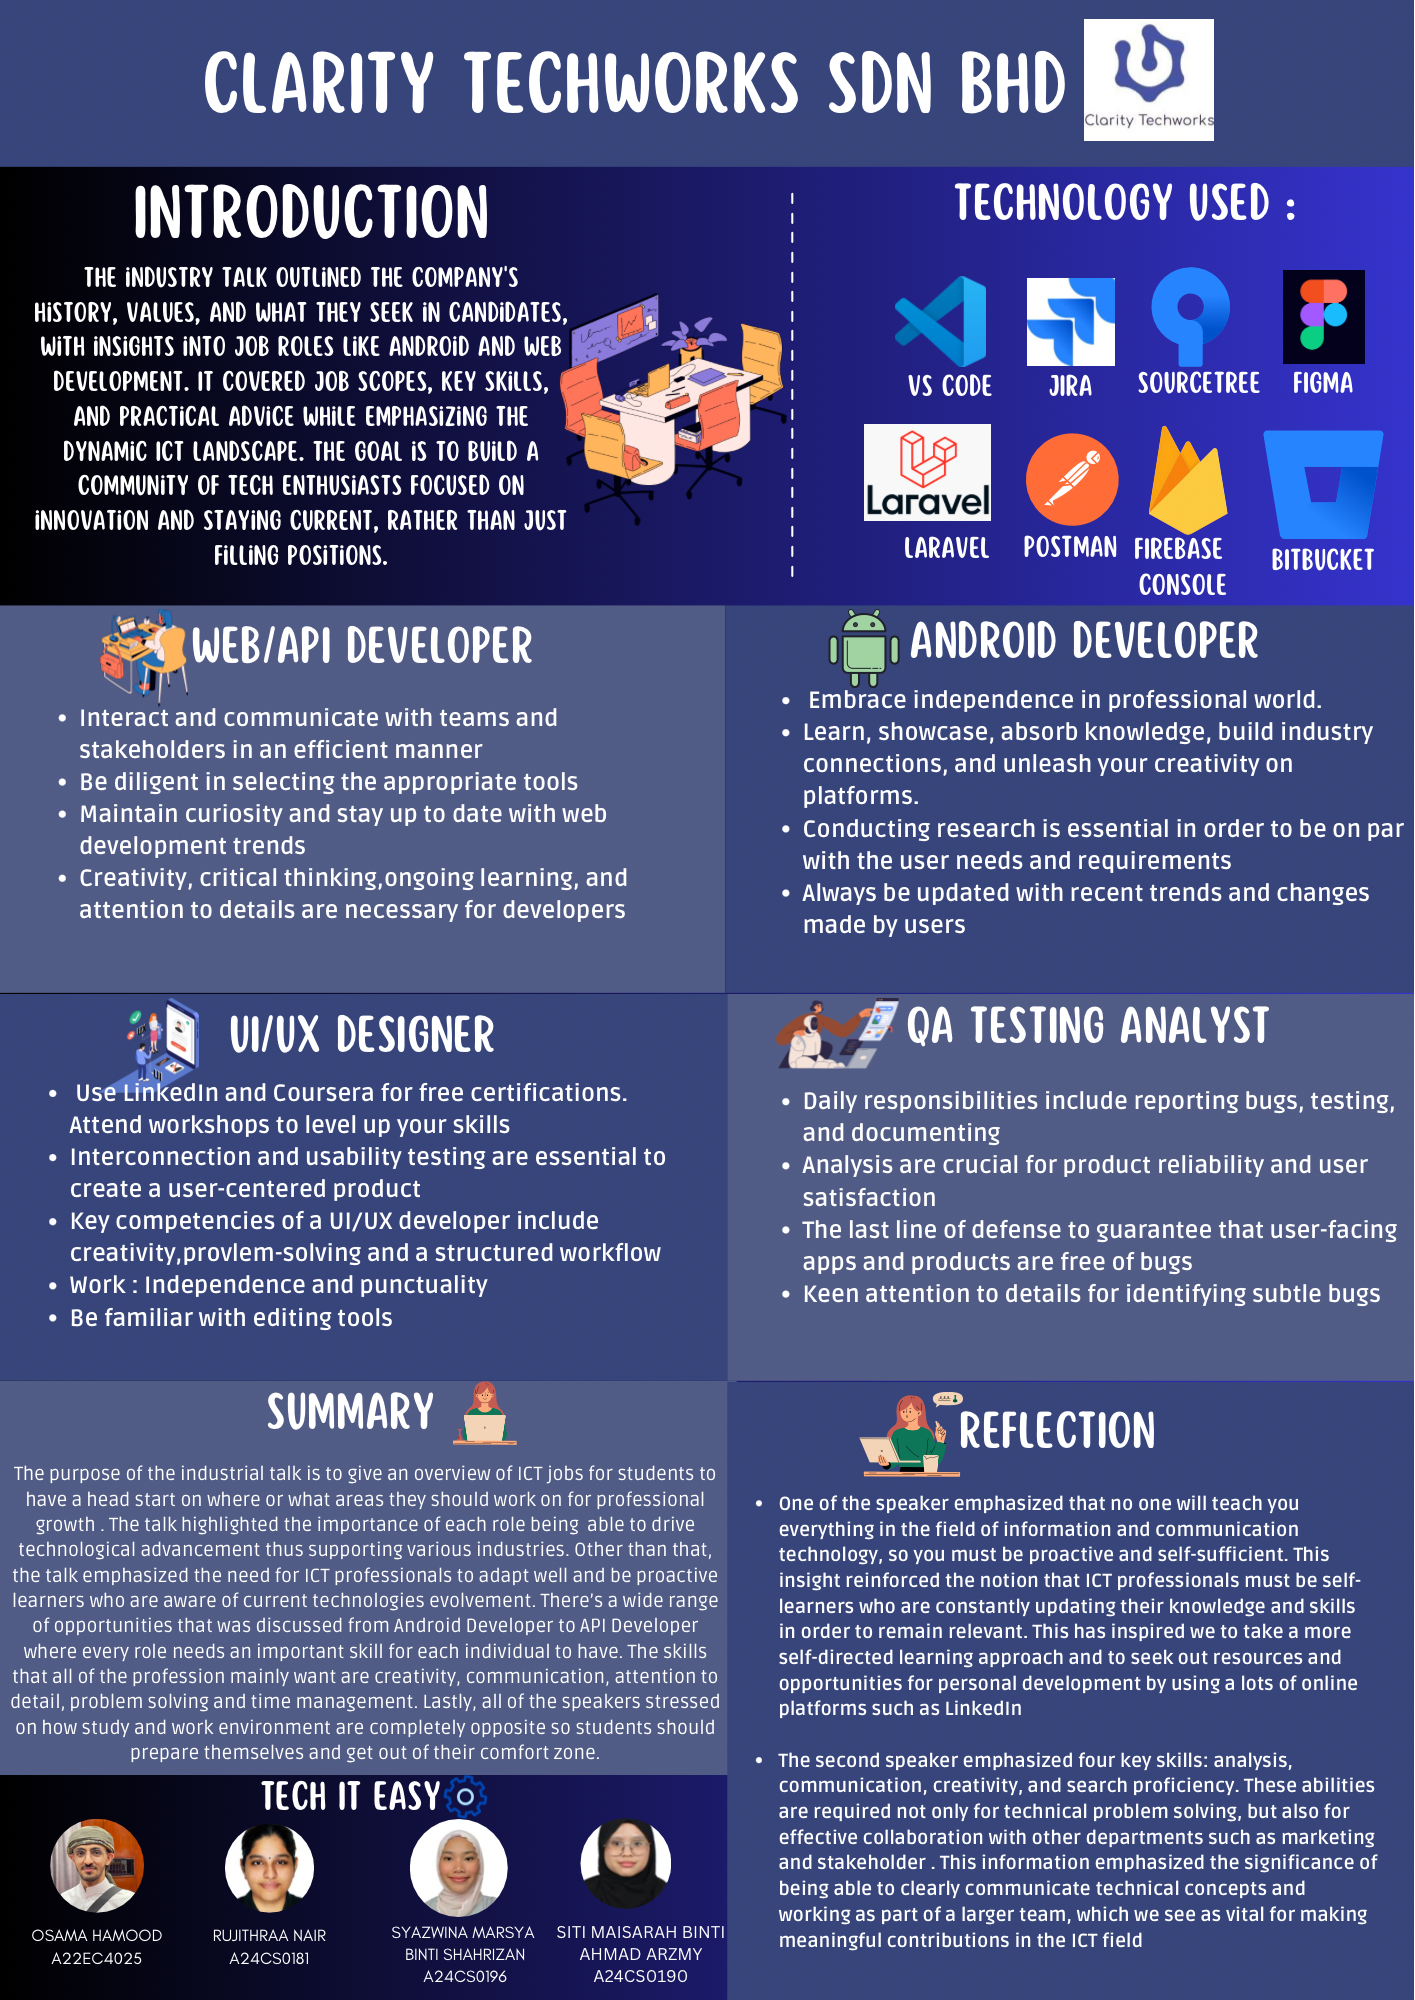 CLARITY TECHWORKS SDN BHD
Clarity Techworks
INTRODUCTION
THE INDUSTRY TALK OUTLINED THE COMPANY'S
HISTORY, VALUES, AND WHAT THEY SEEK IN CANDIDATES,
WITH INSIGHTS INTO JOB ROLES LIKE ANDROID AND WEB
DEVELOPMENT. IT COVERED JOB SCOPES, KEY SKILLS,
AND PRACTICAL ADVICE WHILE EMPHASIZING THE
DYNAMIC ICT LANDSCAPE. THE GOAL IS TO BUILD A
COMMUNITY OF TECH ENTHUSIASTS FOCUSED ON
INNOVATION AND STAYING CURRENT, RATHER THAN JUST
FILLING POSITIONS.
TECHNOLOGY USED :
VS CODE
JIRA
SOURCETREE
FIGMA
Laravel
LARAVEL
POSTMAN
FIREBASE
CONSOLE
BITBUCKET
WEB/API DEVELOPER
• Interact and communicate with teams and
stakeholders in an efficient manner
• Be diligent in selecting the appropriate tools
• Maintain curiosity and stay up to date with web
development trends
• Creativity, critical thinking,ongoing learning, and
attention to details are necessary for developers
ANDROID DEVELOPER
• Embrace independence in professional world.
• Learn, showcase, absorb knowledge, build industry
connections, and unleash your creativity on
platforms.
• Conducting research is essential in order to be on par
with the user needs and requirements
• Always be updated with recent trends and changes
made by users
UI/UX DESIGNER
• Use LinkedIn and Coursera for free certifications.
Attend workshops to level up your skills
• Interconnection and usability testing are essential to
create a user-centered product
• Key competencies of a UI/UX developer include
creativity,provlem-solving and a structured workflow
• Work : Independence and punctuality
• Be familiar with editing tools
QA TESTING ANALYST
• Daily responsibilities include reporting bugs, testing,
and documenting
• Analysis are crucial for product reliability and user
satisfaction
• The last line of defense to guarantee that user-facing
apps and products are free of bugs
• Keen attention to details for identifying subtle bugs
SUMMARY
The purpose of the industrial talk is to give an overview of ICT jobs for students to
have a head start on where or what areas they should work on for professional
growth . The talk highlighted the importance of each role being able to drive
technological advancement thus supporting various industries. Other than that,
the talk emphasized the need for ICT professionals to adapt well and be proactive
learners who are aware of current technologies evolvement. There's a wide range
of opportunities that was discussed from Android Developer to API Developer
where every role needs an important skill for each individual to have. The skills
that all of the profession mainly want are creativity, communication, attention to
detail, problem solving and time management. Lastly, all of the speakers stressed
on how study and work environment are completely opposite so students should
prepare themselves and get out of their comfort zone.
REFLECTION
• One of the speaker emphasized that no one will teach you
everything in the field of information and communication
technology, so you must be proactive and self-sufficient. This
insight reinforced the notion that ICT professionals must be self-
learners who are constantly updating their knowledge and skills
in order to remain relevant. This has inspired we to take a more
self-directed learning approach and to seek out resources and
opportunities for personal development by using a lots of online
platforms such as LinkedIn
• The second speaker emphasized four key skills: analysis,
communication, creativity, and search proficiency. These abilities
are required not only for technical problem solving, but also for
effective collaboration with other departments such as marketing
and stakeholder . This information emphasized the significance of
being able to clearly communicate technical concepts and
working as part of a larger team, which we see as vital for making
meaningful contributions in the ICT field
TECH IT EASY
OSAMA HAMOOD
A22EC4025
RUJITHRAA NAIR
A24CS0181
SYAZWINA MARSYA
BINTI SHAHRIZAN
A24CS0196
SITI MAISARAH BINTI
AHMAD ARZMY
A24CS0190